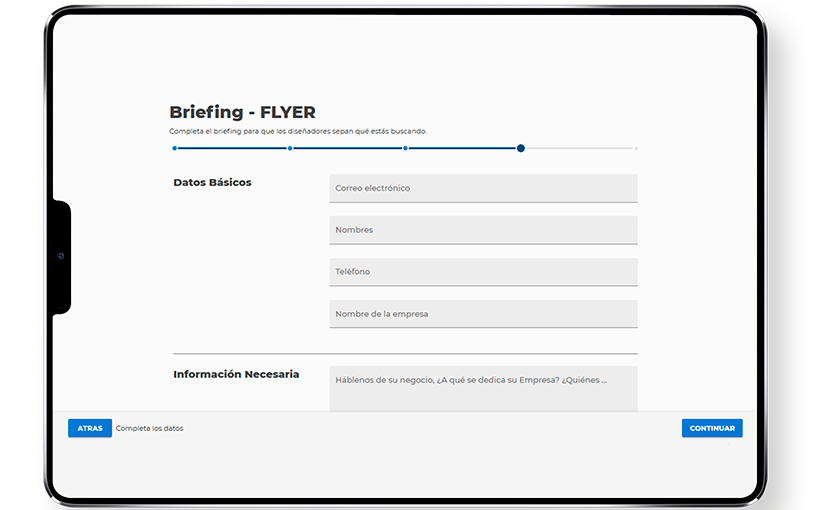 Briefing - FLYER
Completa el briefing para que los diseñadores sepan qué estás buscando.
Datos Básicos
Correo electrónico
Nombres
Teléfono
Nombre de la empresa
Información Necesaria
Háblenos de su negocio, ¿A qué se dedica su Empresa? ¿Quiénes ...
ATRAS
Completa los datos
CONTINUAR